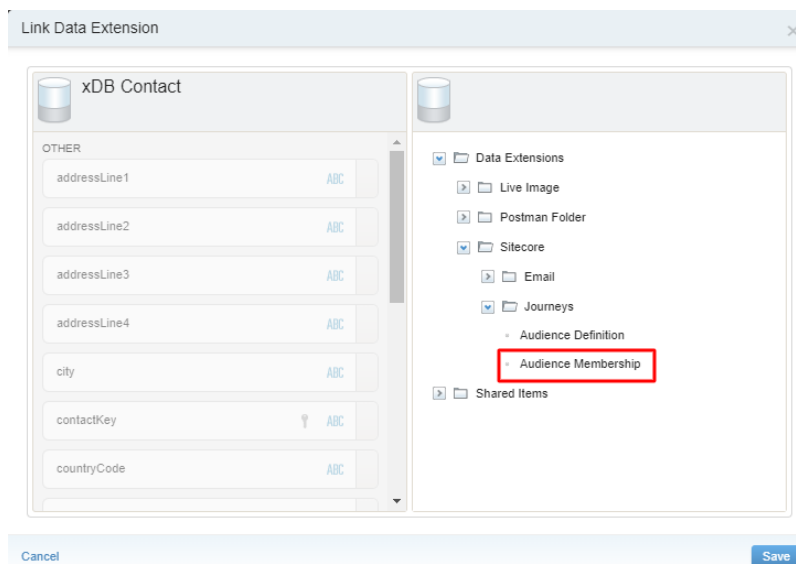 Link Data Extension
xDB Contact
OTHER
addressLine1 ABC
addressLine2 ABC
addressLine3 ABC
addressLine4 ABC
city ABC
contactKey ABC
countryCode ABC
Data Extensions
Live Image
Postman Folder
Sitecore
Email
Journeys
Audience Definition
Audience Membership
Shared Items
Cancel
Save